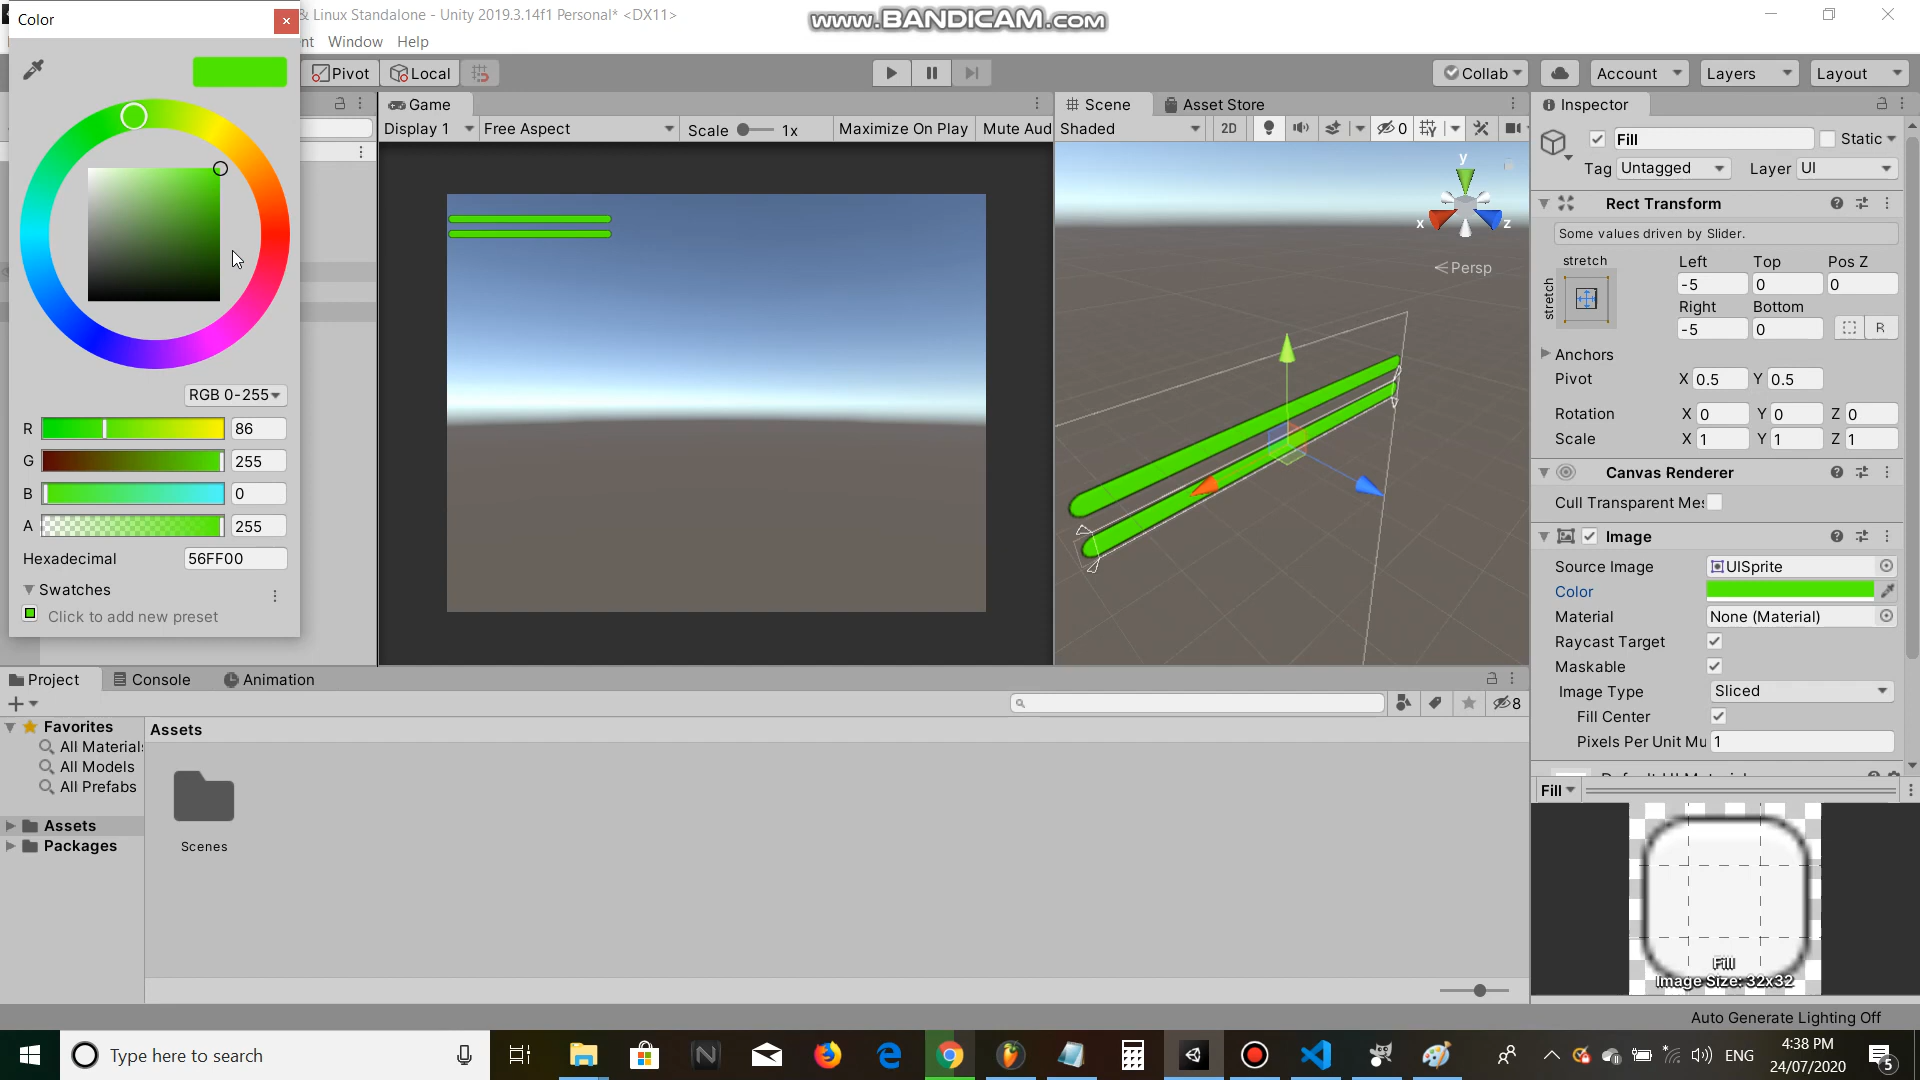 Color
& Linux Standalone - Unity 2019.3.14f1 Personal* <DX11>
www.BANDICAM.com
nt Window Help
Pivot Local
Collab Account Layers Layout
Game
Display 1 Free Aspect Scale 1x Maximize On Play Mute Aud
Scene Asset Store
Shaded 2D 0
y
x
z
Persp
Inspector
Fill Static
Tag Untagged Layer UI
Rect Transform
Some values driven by Slider.
stretch
stretch
Left Top Pos Z
-5 0 0
Right Bottom
-5 0 R
Anchors
Pivot X 0.5 Y 0.5
Rotation X 0 Y 0 Z 0
Scale X 1 Y 1 Z 1
Canvas Renderer
Cull Transparent Me
Image
Source Image UISprite
Color
Material None (Material)
Raycast Target
Maskable
Image Type Sliced
Fill Center
Pixels Per Unit Mu 1
Fill
Fill
Image Size: 32x32
RGB 0-255
R 86
G 255
B 0
A 255
Hexadecimal 56FF00
Swatches
Click to add new preset
Project Console Animation
8
Favorites
All Materials
All Models
All Prefabs
Assets
Packages
Assets
Scenes
Auto Generate Lighting Off
Type here to search
ENG
4:38 PM
24/07/2020
5